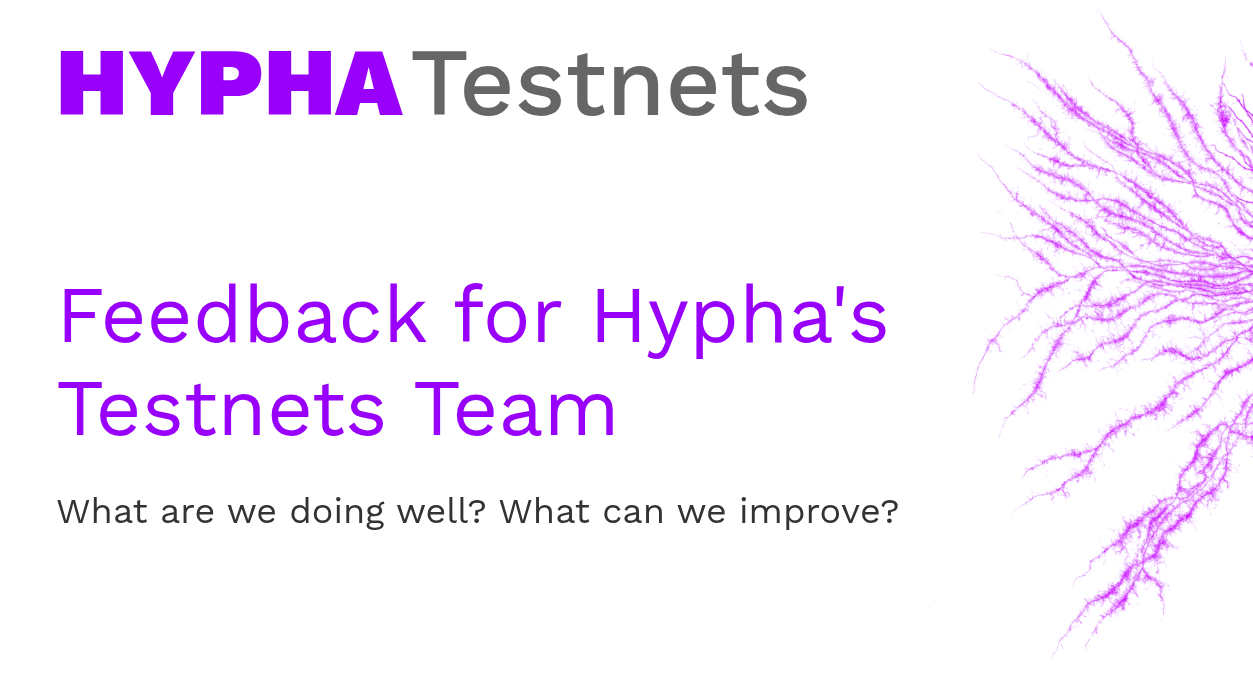 HYPHA Testnets
Feedback for Hypha's
Testnets Team
What are we doing well? What can we improve?